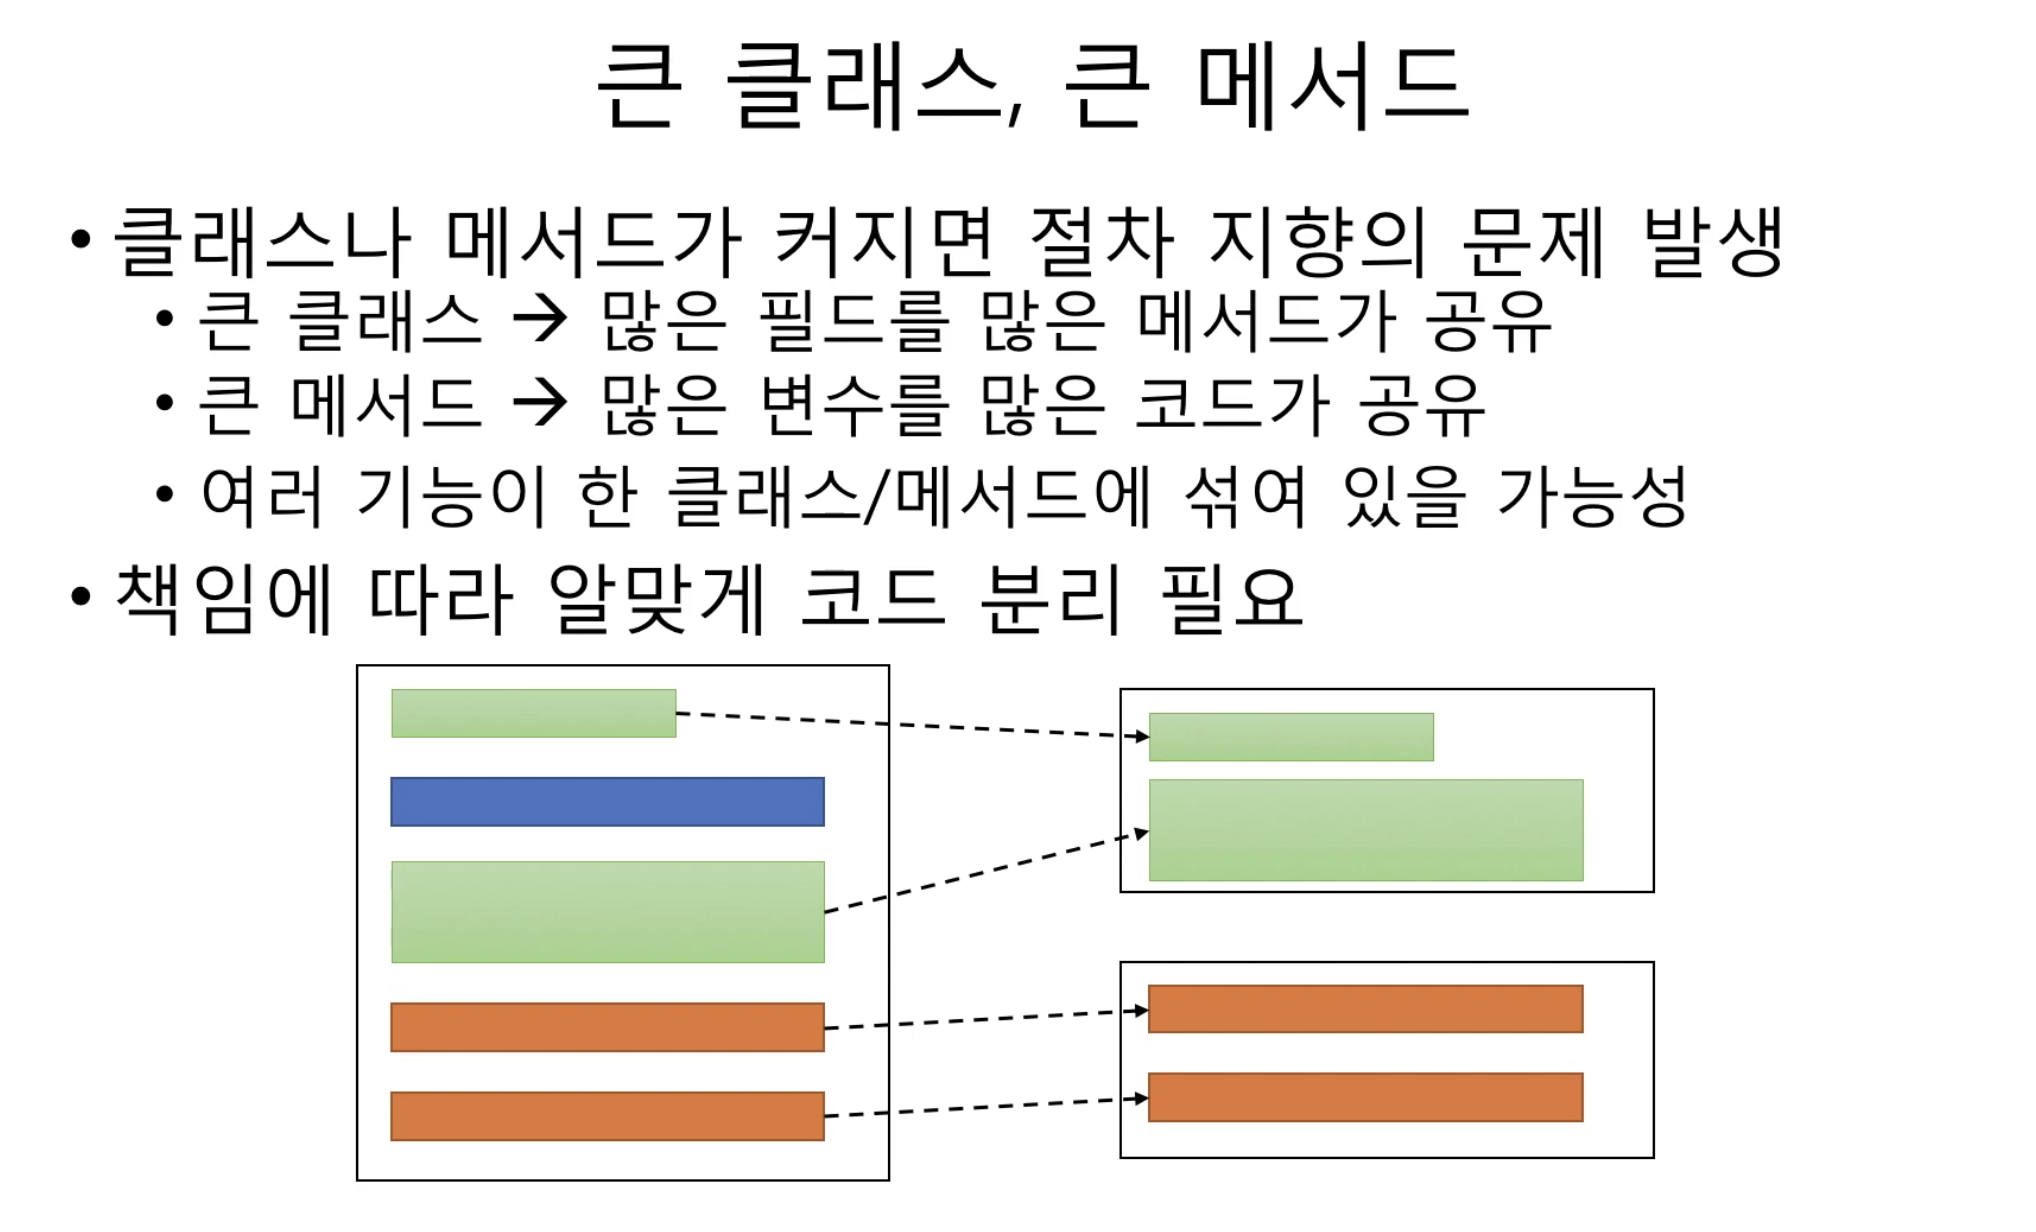 큰 클래스, 큰 메서드
• 클래스나 메서드가 커지면 절차 지향의 문제 발생
• 큰 클래스 → 많은 필드를 많은 메서드가 공유
• 큰 메서드 → 많은 변수를 많은 코드가 공유
• 여러 기능이 한 클래스/메서드에 섞여 있을 가능성
• 책임에 따라 알맞게 코드 분리 필요